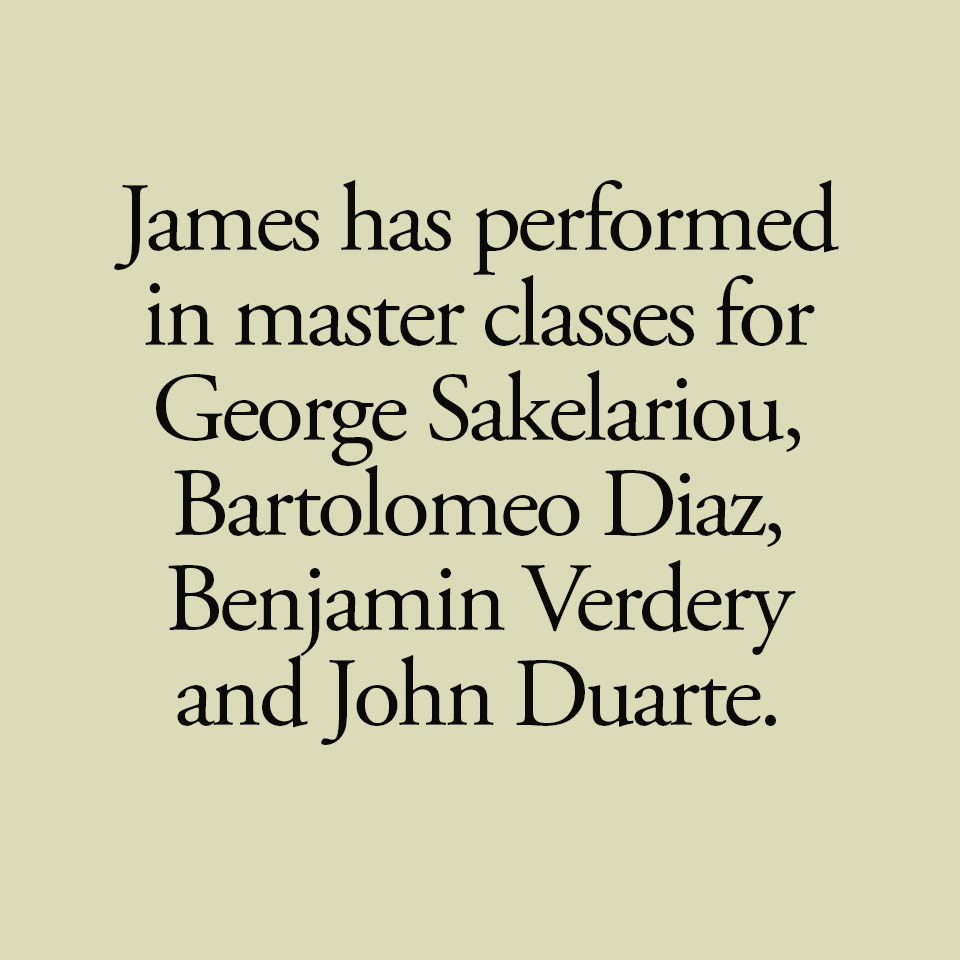 James has performed
in master classes for
George Sakelariou,
Bartolomeo Diaz,
Benjamin Verdery
and John Duarte.